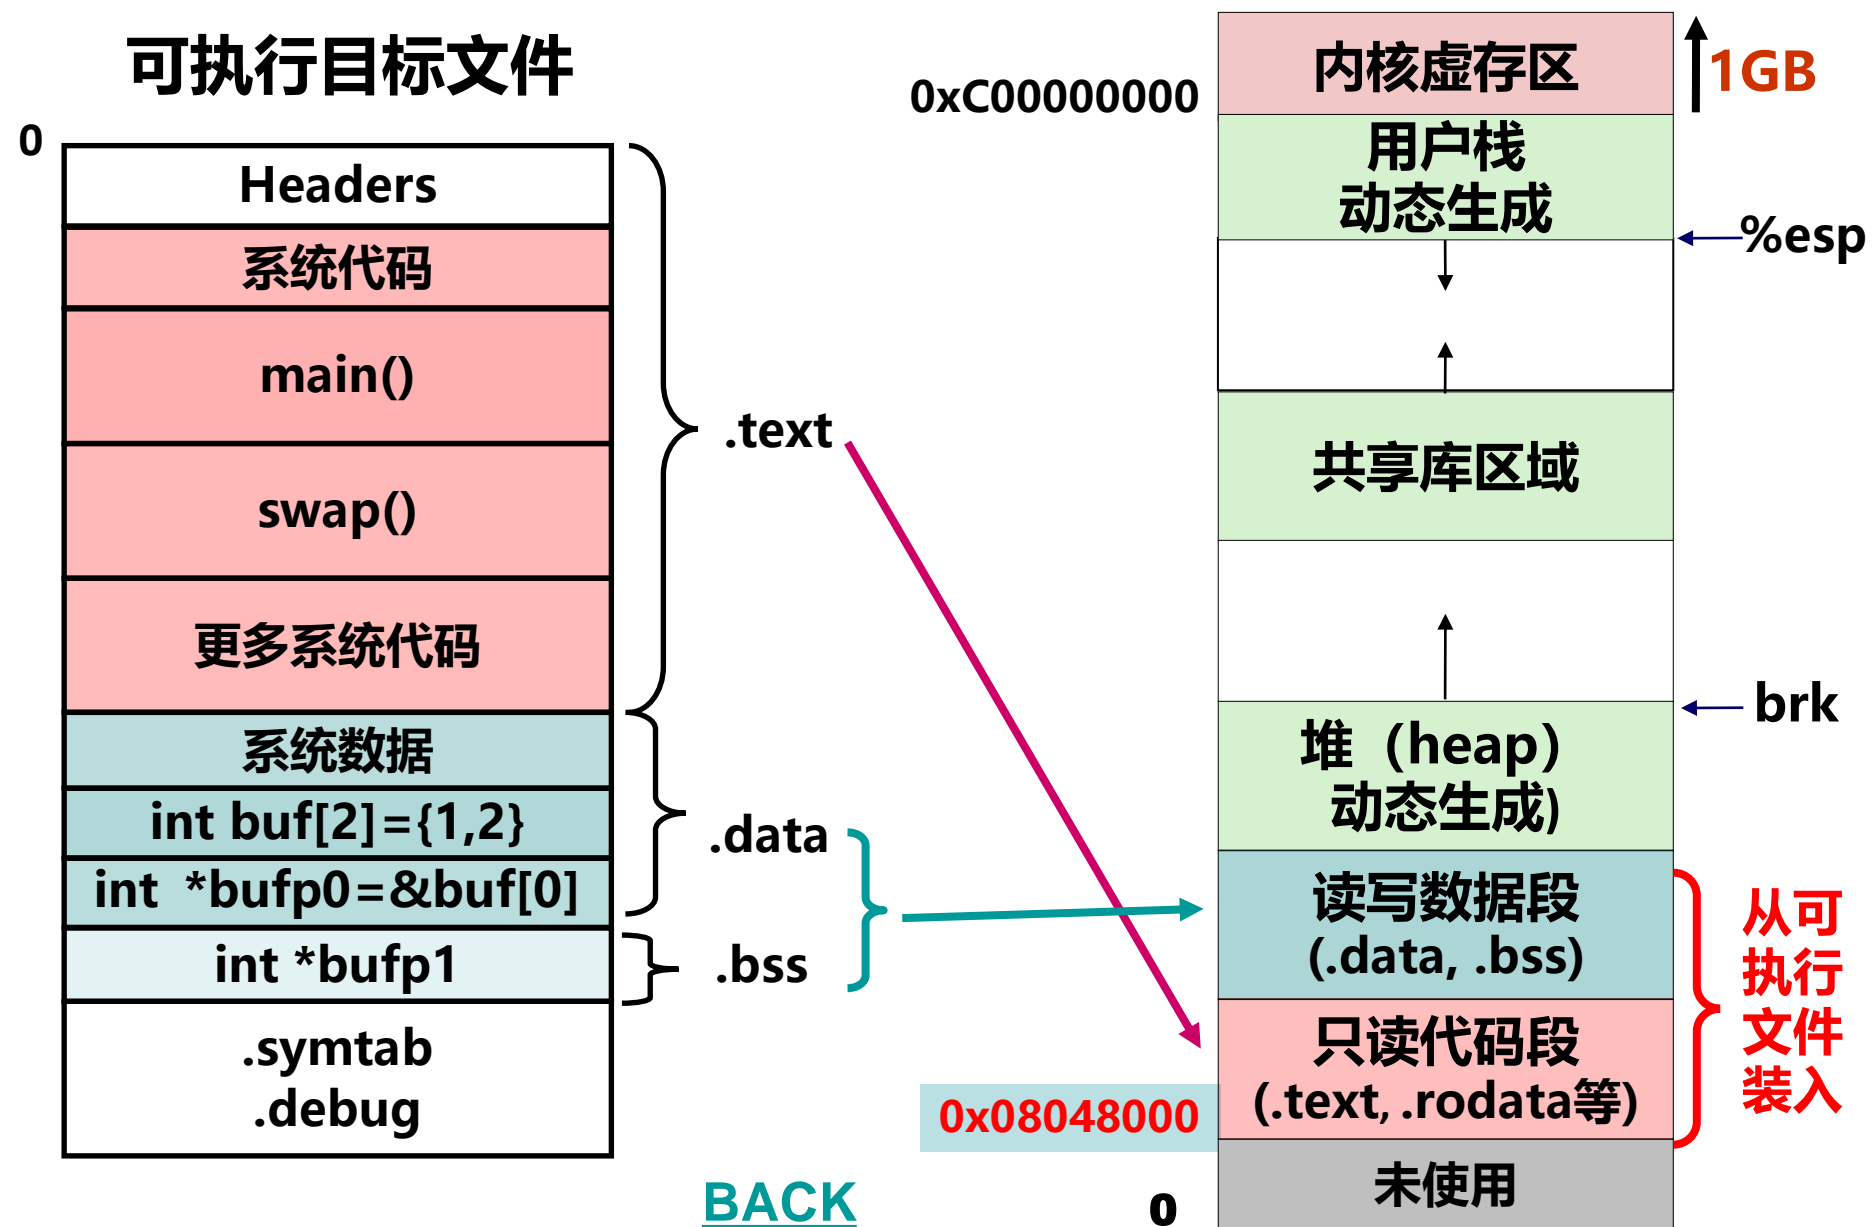 可执行目标文件
0
Headers
系统代码
main()
swap()
更多系统代码
系统数据
int buf[2]={1,2}
int *bufp0=&buf[0]
int *bufp1
.symtab
.debug
.text
.data
.bss
BACK
0xC00000000
内核虚存区
1GB
用户栈
动态生成
%esp
共享库区域
brk
堆（heap）
动态生成)
读写数据段
(.data, .bss)
只读代码段
(.text, .rodata等)
0x08048000
未使用
0
从可
执行
文件
装入